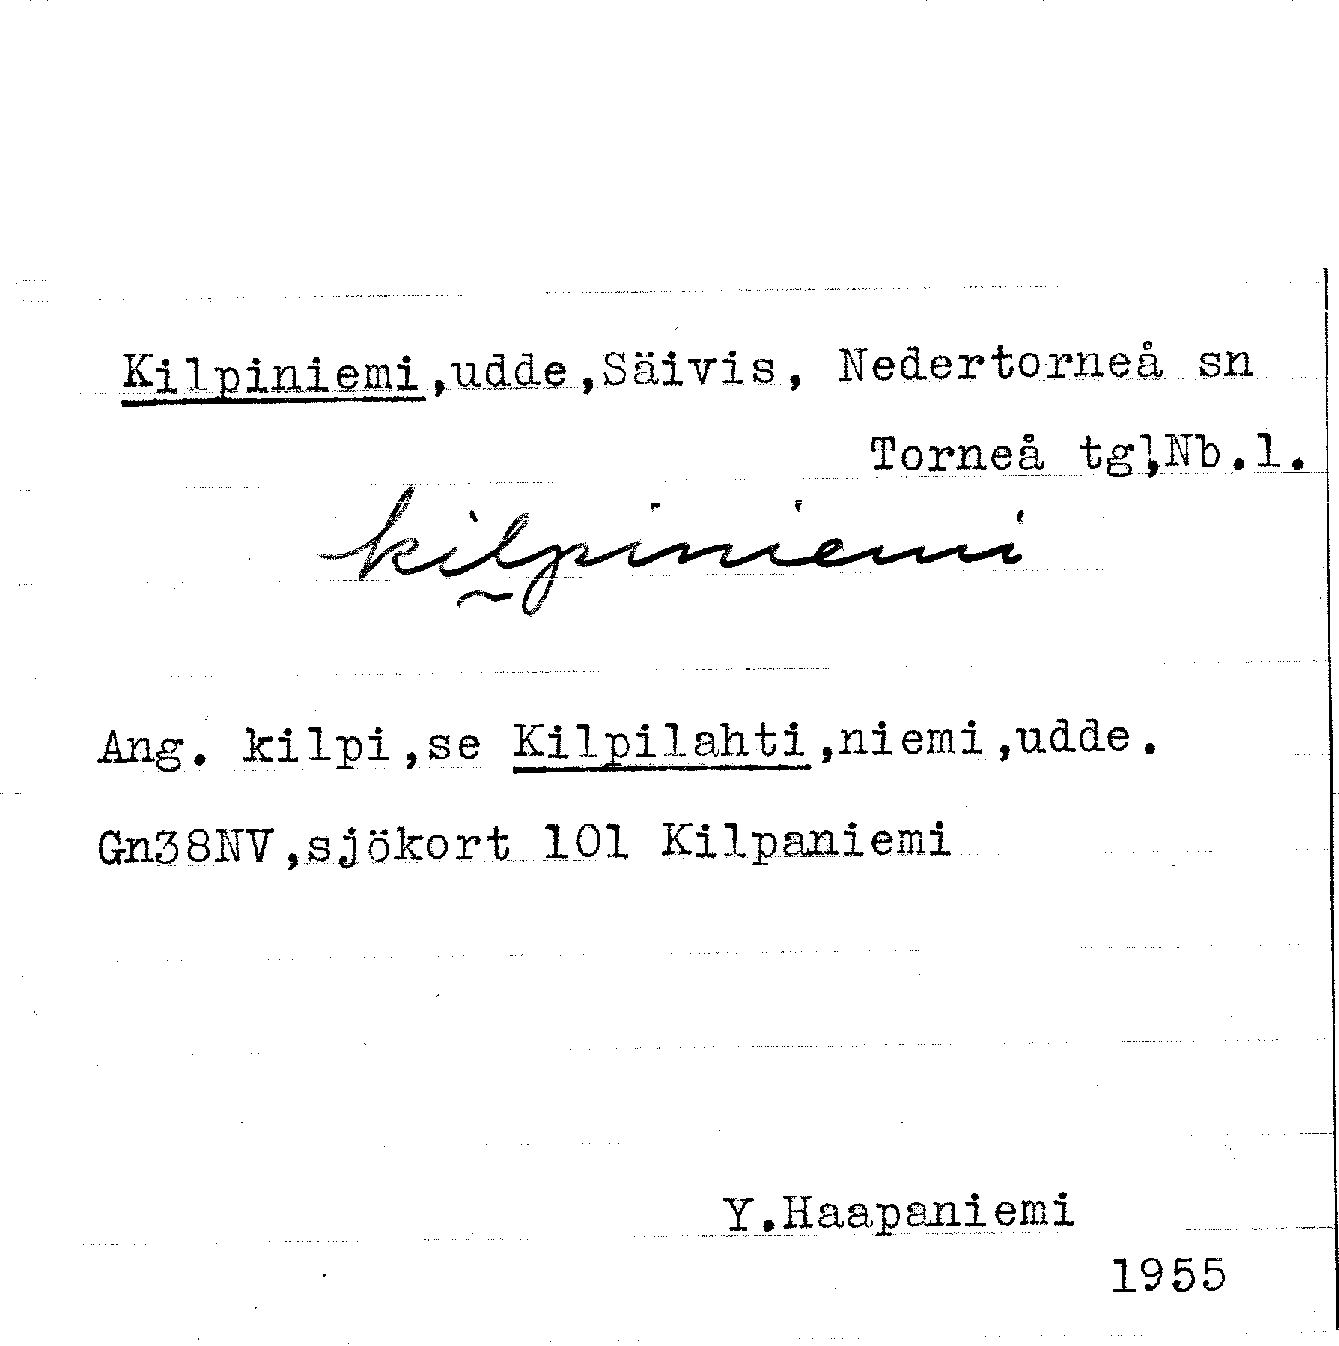 Kilpiniemi,udde,Säivis, Nedertorneå sn
Torneå tgl,Nb.l.
kilpiniemi
Ang. kilpi,se Kilpilahti,niemi,udde.
Gn38NV,sjökort 101 Kilpaniemi
Y.Haapaniemi
1955